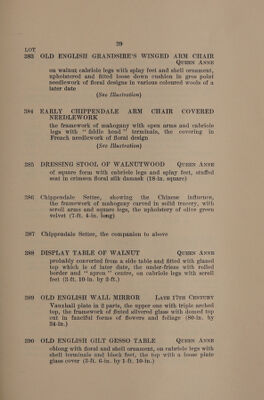 39
LOT
383 OLD ENGLISH GRANDSIRE'S WINGED ARM CHAIR
QUEEN ANNE
on walnut cabriole legs with splay feet and shell ornament,
upholstered and fitted loose down cushion in gros point
needlework of floral designs in various coloured wools of a
later date
(See Illustration)
384 EARLY CHIPPENDALE ARM CHAIR COVERED
NEEDLEWORK
the framework of mahogany with open arms and cabriole
legs with " fiddle head " terminals, the covering in
French needlework of floral design
(See Illustration)
385 DRESSING STOOL OF WALNUTWOOD QUEEN ANNE
of square form with cabriole legs and splay feet, stuffed
seat in crimson floral silk damask (18-in. square)
386 Chippendale Settee, showing the Chinese influence,
the framework of mahogany carved in solid tracery, with
scroll arms and square legs, the upholstery of olive green
velvet (7-ft. 4-in. long)
387 Chippendale Settee, the companion to above
388 DISPLAY TABLE OF WALNUT QUEEN ANNE
probably converted from a side table and fitted with glazed
top which is of later date, the under-frieze with rolled
border and " apron " centre, on cabriole legs with scroll
feet (3-ft. 10-in. by 2-ft.)
389 OLD ENGLISH WALL MIRROR LATE 17TH CENTURY
Vauxhall plate in 2 parts, the upper one with triple arched
top, the framework of fluted silvered glass with domed top
cut in fanciful forms of flowers and foliage (80-in. by
34-in.)
390 OLD ENGLISH GILT GESSO TABLE QUEEN ANNE
oblong with floral and shell ornament, on cabriole legs with
shell terminals and block feet, the top with a loose plate
glass cover (3-ft. 6-in. by 1-ft. 10-in.)